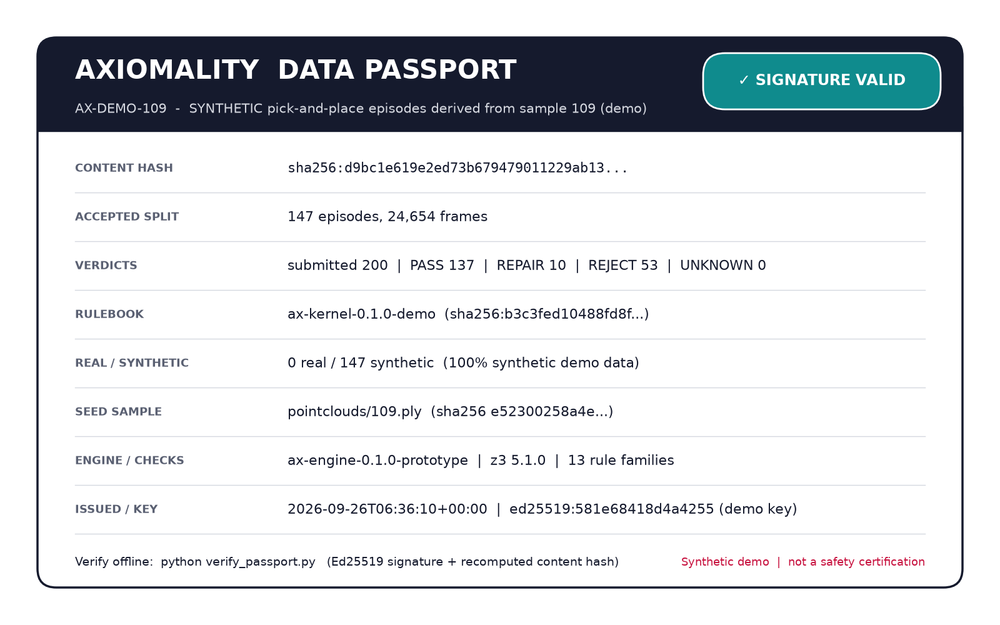 AXIOMALITY DATA PASSPORT
✓ SIGNATURE VALID
AX-DEMO-109 - SYNTHETIC pick-and-place episodes derived from sample 109 (demo)
CONTENT HASH sha256:d9bc1e619e2ed73b679479011229ab13...
ACCEPTED SPLIT 147 episodes, 24,654 frames
VERDICTS submitted 200 | PASS 137 | REPAIR 10 | REJECT 53 | UNKNOWN 0
RULEBOOK ax-kernel-0.1.0-demo (sha256:b3c3fed10488fd8f...)
REAL / SYNTHETIC 0 real / 147 synthetic (100% synthetic demo data)
SEED SAMPLE pointclouds/109.ply (sha256 e52300258a4e...)
ENGINE / CHECKS ax-engine-0.1.0-prototype | z3 5.1.0 | 13 rule families
ISSUED / KEY 2026-09-26T06:36:10+00:00 | ed25519:581e68418d4a4255 (demo key)
Verify offline: python verify_passport.py (Ed25519 signature + recomputed content hash)
Synthetic demo | not a safety certification